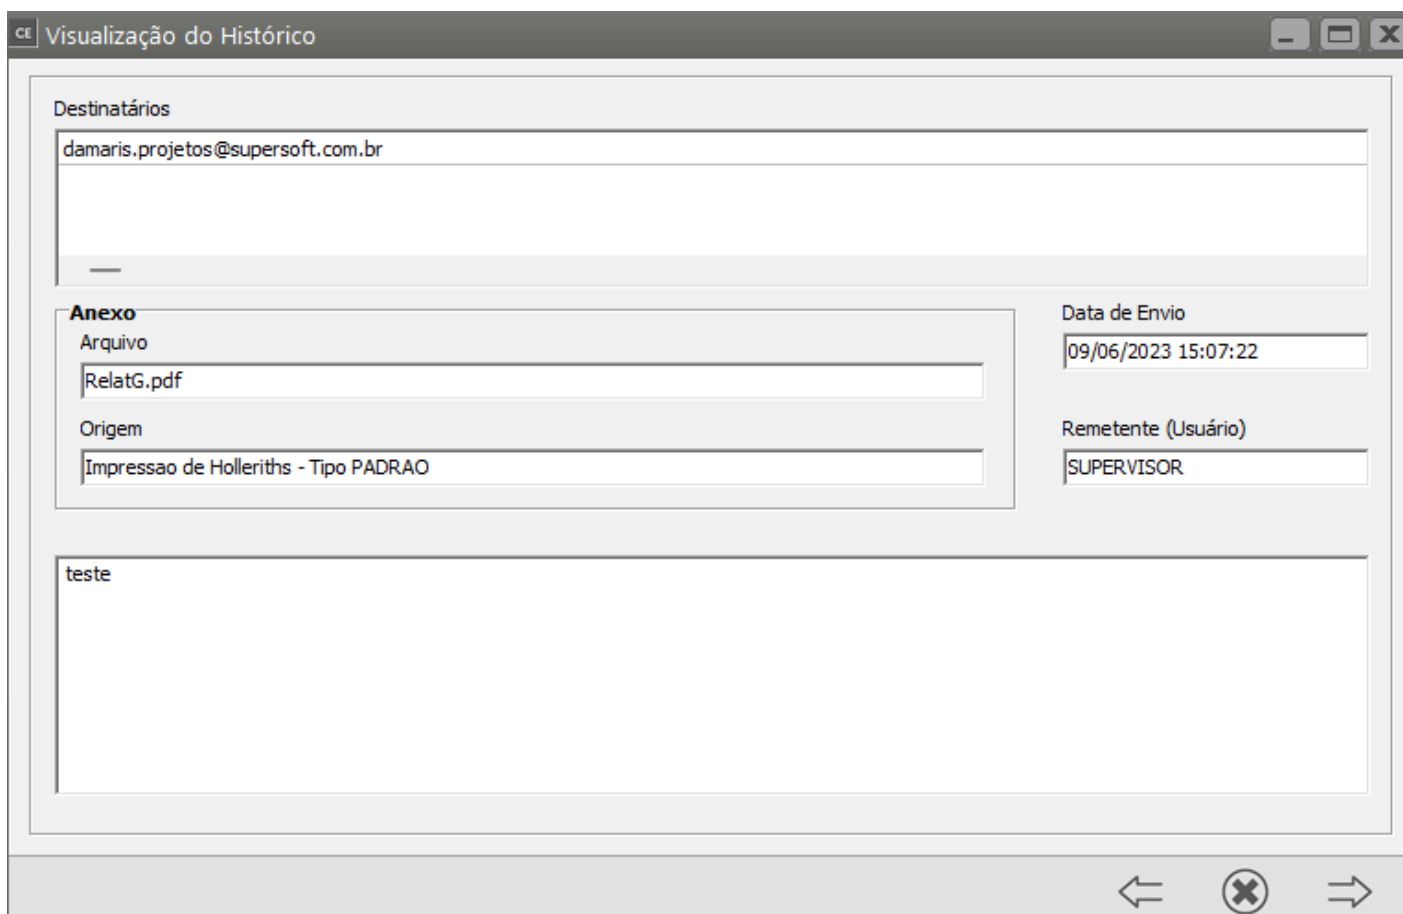 CE Visualização do Histórico
Destinatários
damaris.projetos@supersoft.com.br
Anexo
Arquivo
RelatG.pdf
Origem
Impressao de Holleriths - Tipo PADRAO
Data de Envio
09/06/2023 15:07:22
Remetente (Usuário)
SUPERVISOR
teste